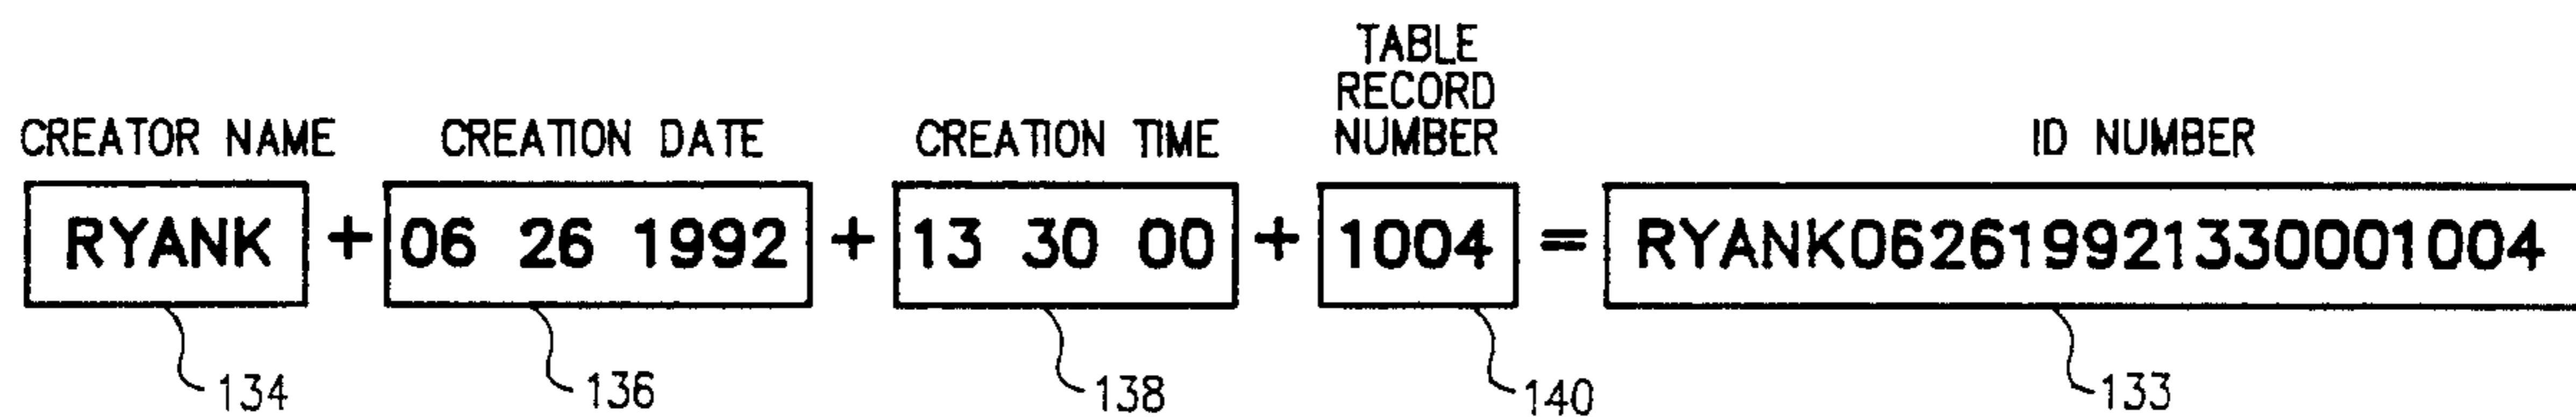 TABLE
RECORD
CREATOR NAME CREATION DATE CREATION TIME NUMBER ID NUMBER
RYANK + 06 26 1992 + 13 30 00 + 1004 = RYANK062619921330001004
134 136 138 140 133